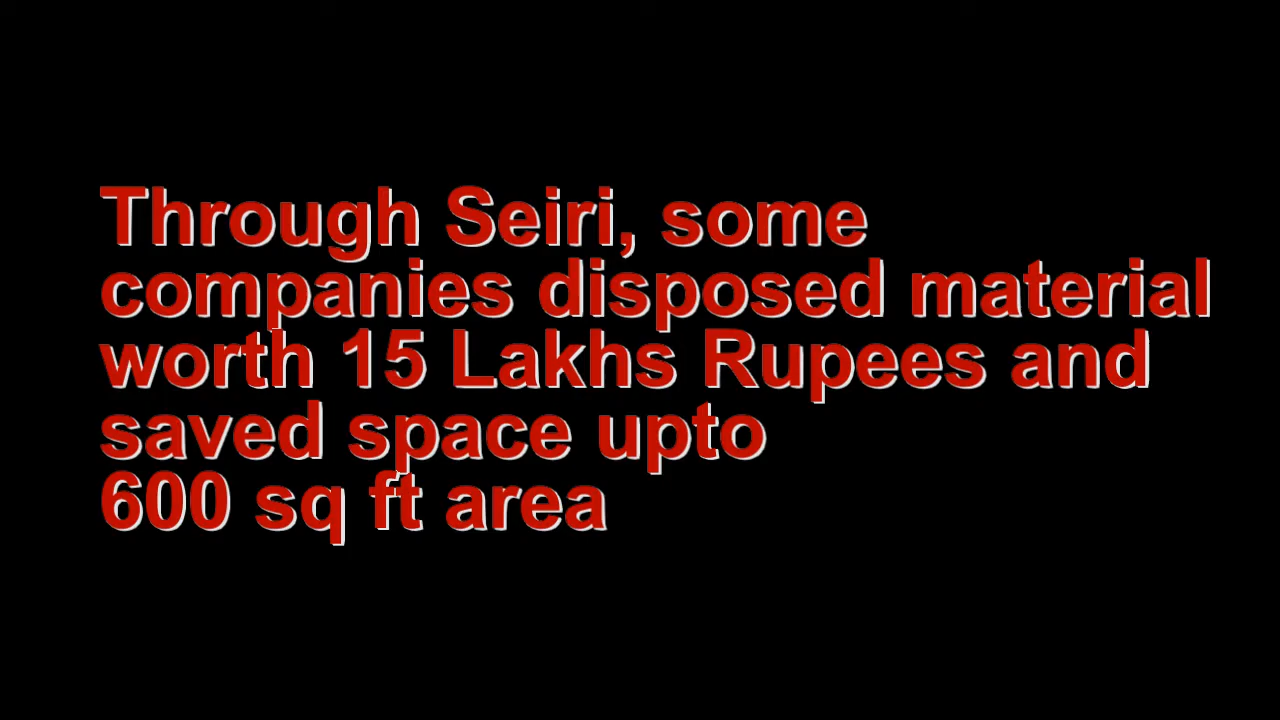 Through Seiri, some
companies disposed material
worth 15 Lakhs Rupees and
saved space upto
600 sq ft area